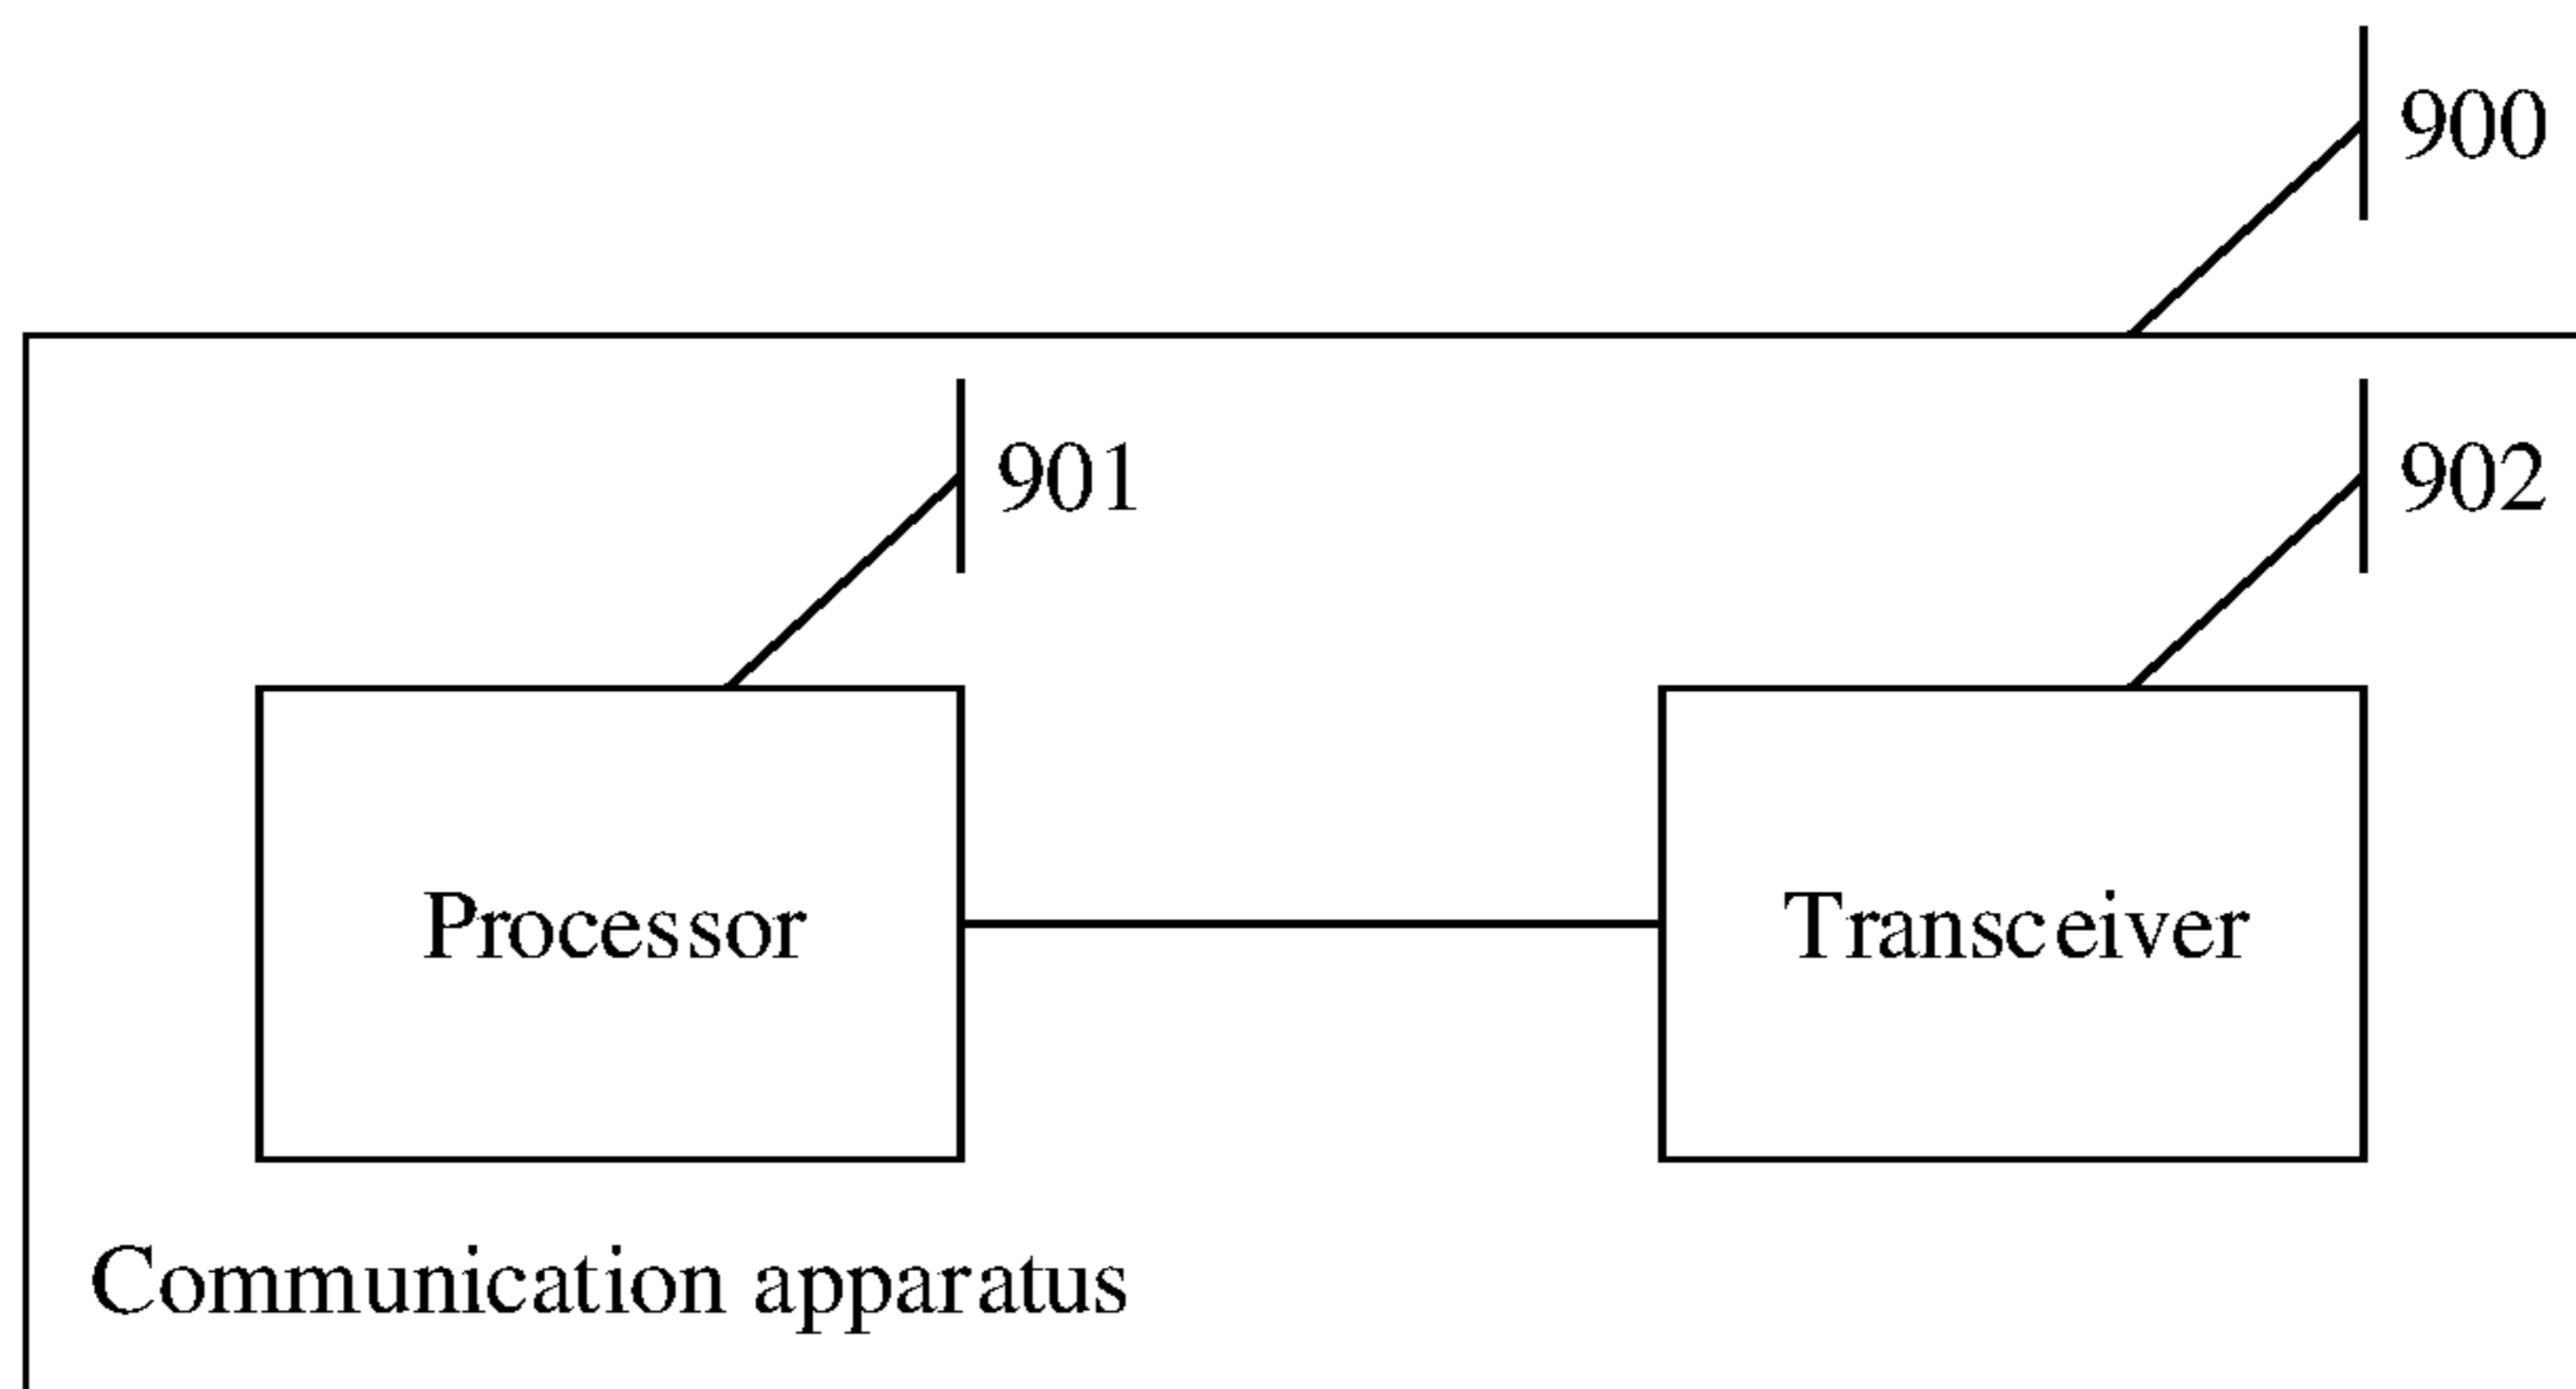 900
901
902
Processor
Transceiver
Communication apparatus